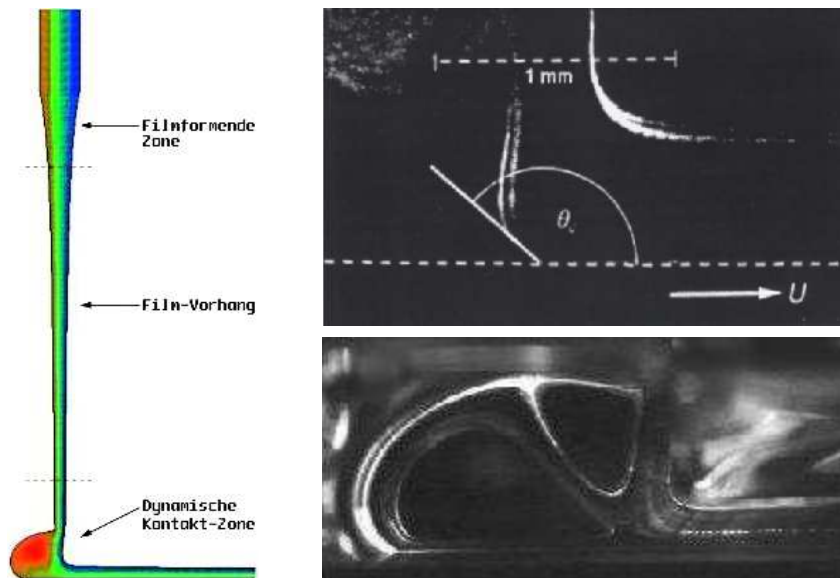 Filmformende
Zone
Film-Vorhang
Dynamische
Kontakt-Zone
1 mm
θ
U